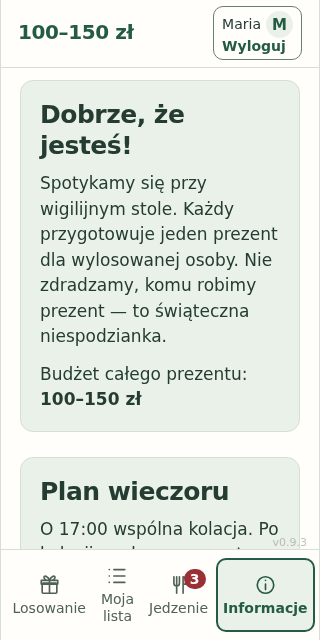 100–150 zł
Maria M
Wyloguj
Dobrze, że
jesteś!
Spotykamy się przy
wigilijnym stole. Każdy
przygotowuje jeden prezent
dla wylosowanej osoby. Nie
zdradzamy, komu robimy
prezent — to świąteczna
niespodzianka.
Budżet całego prezentu:
100–150 zł
Plan wieczoru
O 17:00 wspólna kolacja. Po
v0.9.3
Losowanie
Moja
lista
3
Jedzenie
Informacje